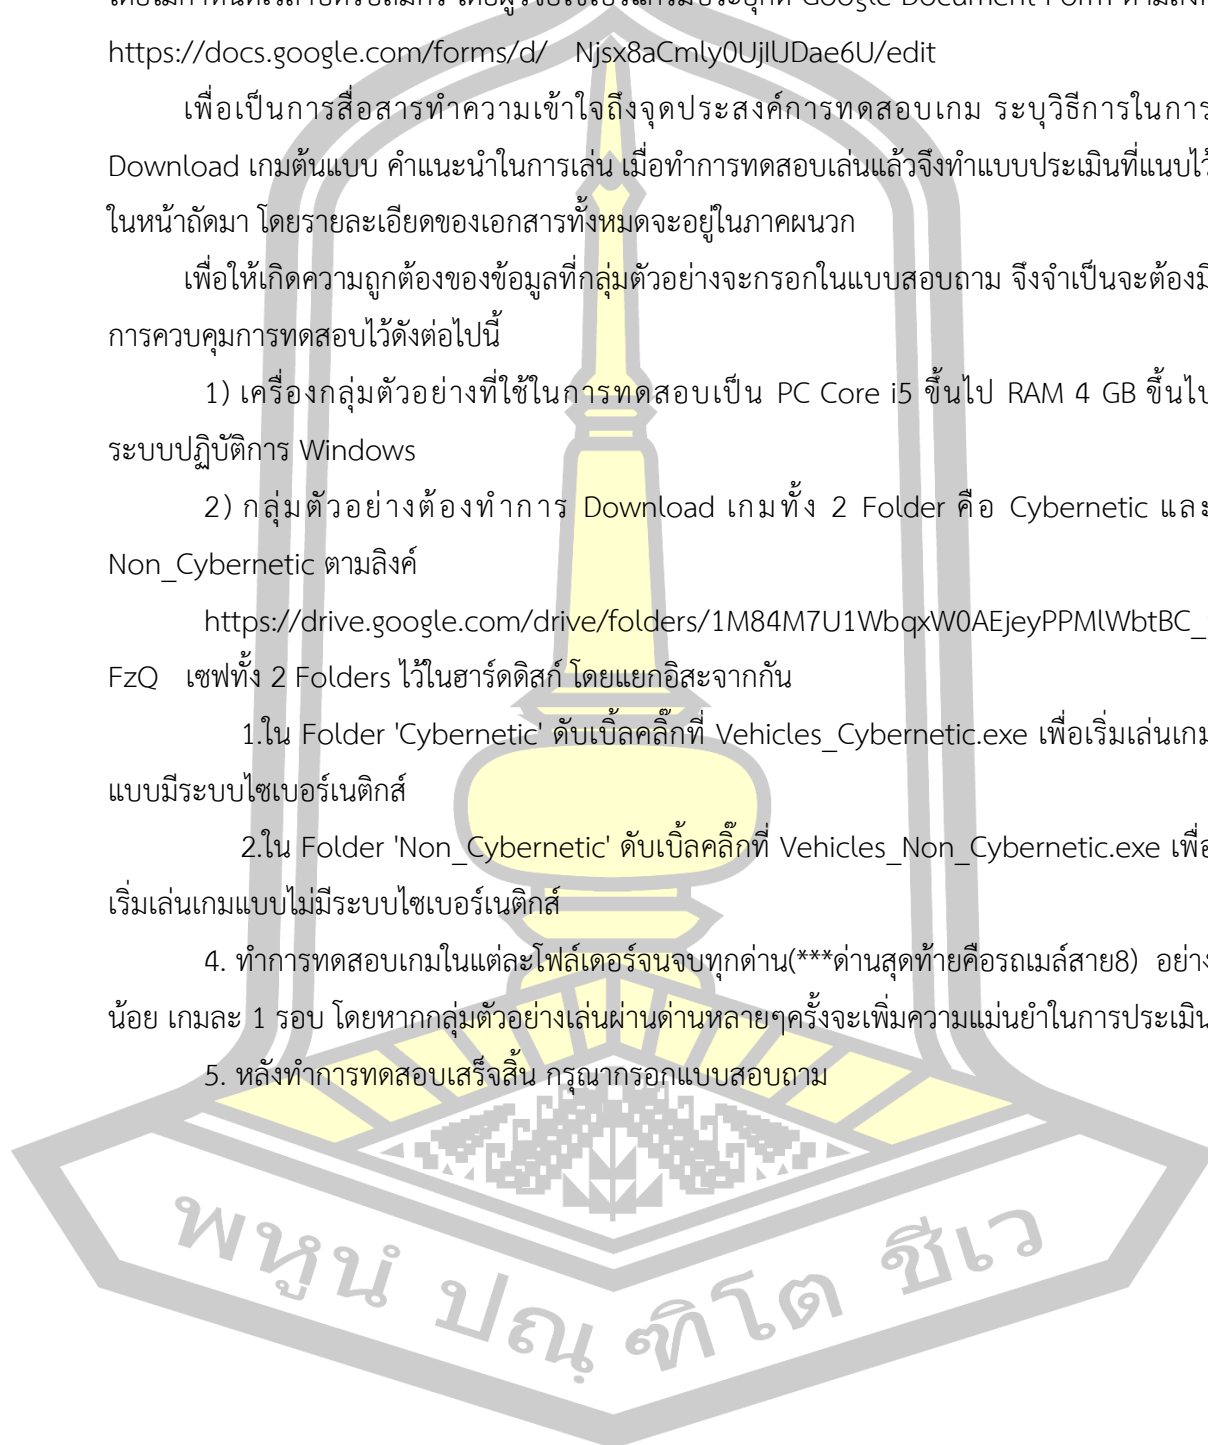 Google Document Form
https://docs.google.com/forms/d/ Njsx8aCmly0UjIUDae6U/edit
เพื่อเป็นการสื่อสารทำความเข้าใจถึงจุดประสงค์การทดสอบเกม ระบุวิธีการในการ
Download เกมต้นแบบ คำแนะนำในการเล่น เมื่อทำการทดสอบเล่นแล้วจึงทำแบบประเมินที่แนบไว้
ในหน้าถัดมา โดยรายละเอียดของเอกสารทั้งหมดจะอยู่ในภาคผนวก
เพื่อให้เกิดความถูกต้องของข้อมูลที่กลุ่มตัวอย่างจะกรอกในแบบสอบถาม จึงจำเป็นจะต้องมี
การควบคุมการทดสอบไว้ดังต่อไปนี้
1) เครื่องกลุ่มตัวอย่างที่ใช้ในการทดสอบเป็น PC Core i5 ขึ้นไป RAM 4 GB ขึ้นไป
ระบบปฏิบัติการ Windows
2) กลุ่มตัวอย่างต้องทำการ Download เกมทั้ง 2 Folder คือ Cybernetic และ
Non_Cybernetic ตามลิงค์
https://drive.google.com/drive/folders/1M84M7U1WbqxW0AEjeyPPMlWbtBC_
FzQ เซฟทั้ง 2 Folders ไว้ในฮาร์ดดิสก์ โดยแยกอิสะจากกัน
1.ใน Folder 'Cybernetic' ดับเบิ้ลคลิ๊กที่ Vehicles_Cybernetic.exe เพื่อเริ่มเล่นเกม
แบบมีระบบไซเบอร์เนติกส์
2.ใน Folder 'Non_Cybernetic' ดับเบิ้ลคลิ๊กที่ Vehicles_Non_Cybernetic.exe เพื่อ
เริ่มเล่นเกมแบบไม่มีระบบไซเบอร์เนติกส์
4. ทำการทดสอบเกมในแต่ละโฟล์เดอร์จนจบทุกด่าน(***ด่านสุดท้ายคือรถเมล์สาย8) อย่าง
น้อย เกมละ 1 รอบ โดยหากกลุ่มตัวอย่างเล่นผ่านด่านหลายๆครั้งจะเพิ่มความแม่นยำในการประเมิน
5. หลังทำการทดสอบเสร็จสิ้น กรุณากรอกแบบสอบถาม
พหูนํ ปณฺฑิโต ชีเว